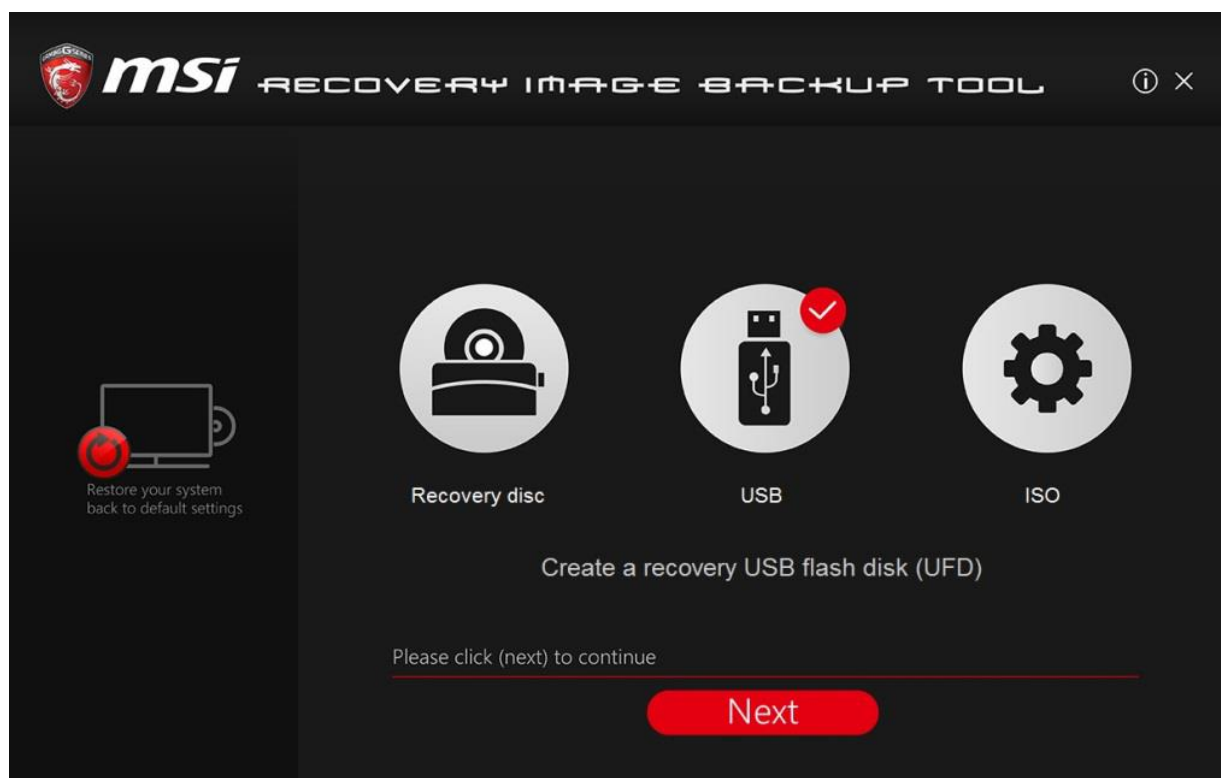 msi RECOVERY IMAGE BACKUP TOOL
Restore your system
back to default settings
Recovery disc
USB
ISO
Create a recovery USB flash disk (UFD)
Please click (next) to continue
Next